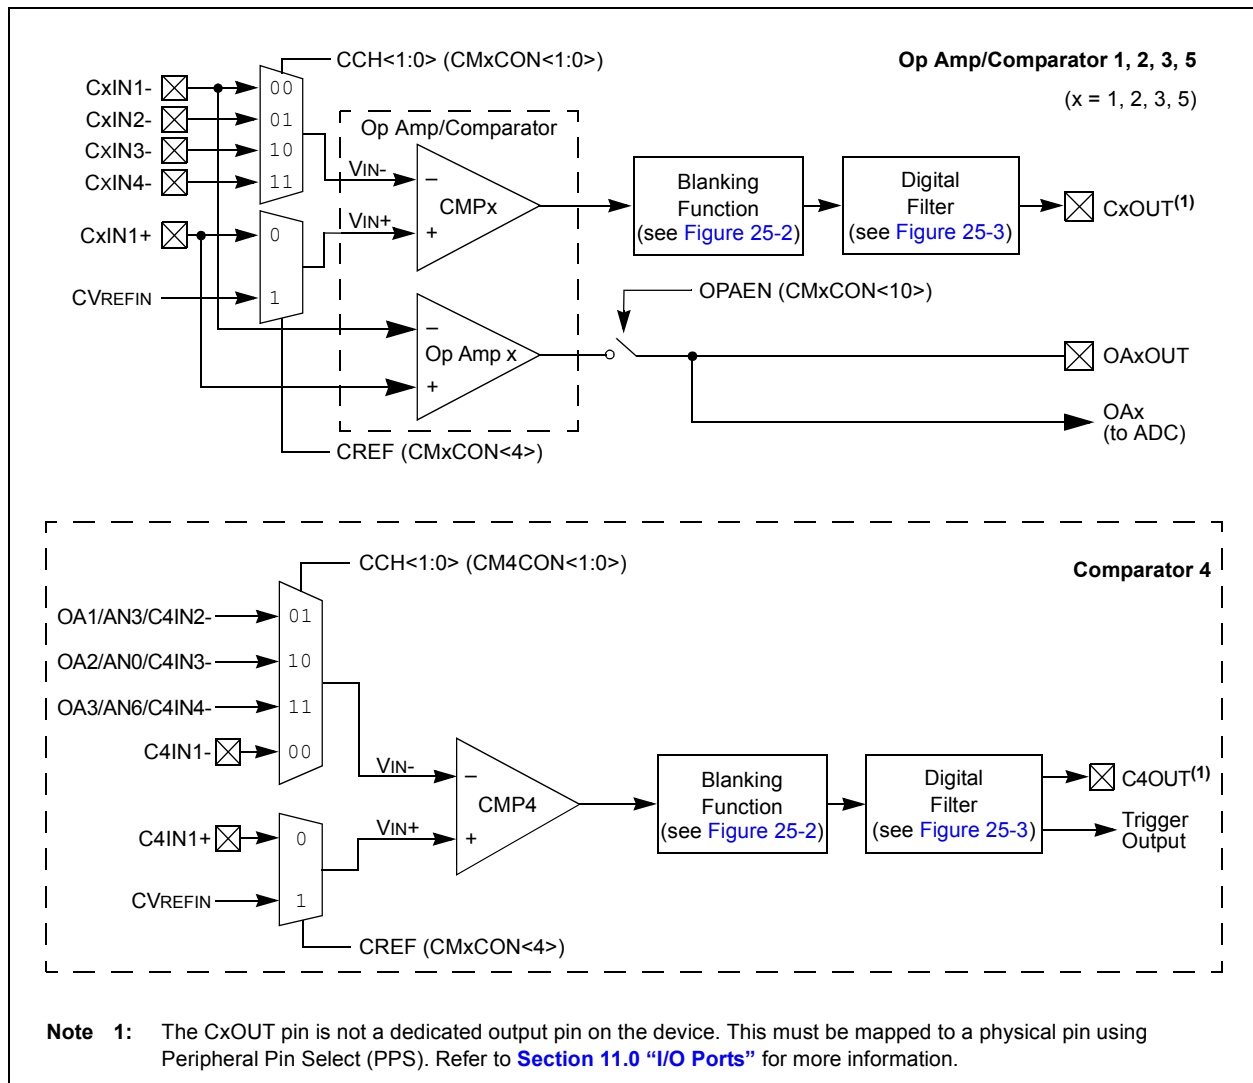 CCH<1:0> (CMxCON<1:0>)
Op Amp/Comparator 1, 2, 3, 5
(x = 1, 2, 3, 5)
CxIN1-
00
CxIN2-
01
CxIN3-
10
CxIN4-
11
Op Amp/Comparator
VIN-
–
CMPx
VIN+
+
Blanking
Function
(see Figure 25-2)
Digital
Filter
(see Figure 25-3)
CxOUT(1)
CxIN1+
0
CVREFIN
1
OPAEN (CMxCON<10>)
–
Op Amp x
+
OAxOUT
OAx
(to ADC)
CREF (CMxCON<4>)
CCH<1:0> (CM4CON<1:0>)
Comparator 4
OA1/AN3/C4IN2-
01
OA2/AN0/C4IN3-
10
OA3/AN6/C4IN4-
11
C4IN1-
00
VIN-
–
CMP4
VIN+
+
Blanking
Function
(see Figure 25-2)
Digital
Filter
(see Figure 25-3)
C4OUT(1)
Trigger
Output
C4IN1+
0
CVREFIN
1
CREF (CMxCON<4>)
Note 1: The CxOUT pin is not a dedicated output pin on the device. This must be mapped to a physical pin using
Peripheral Pin Select (PPS). Refer to Section 11.0 “I/O Ports” for more information.